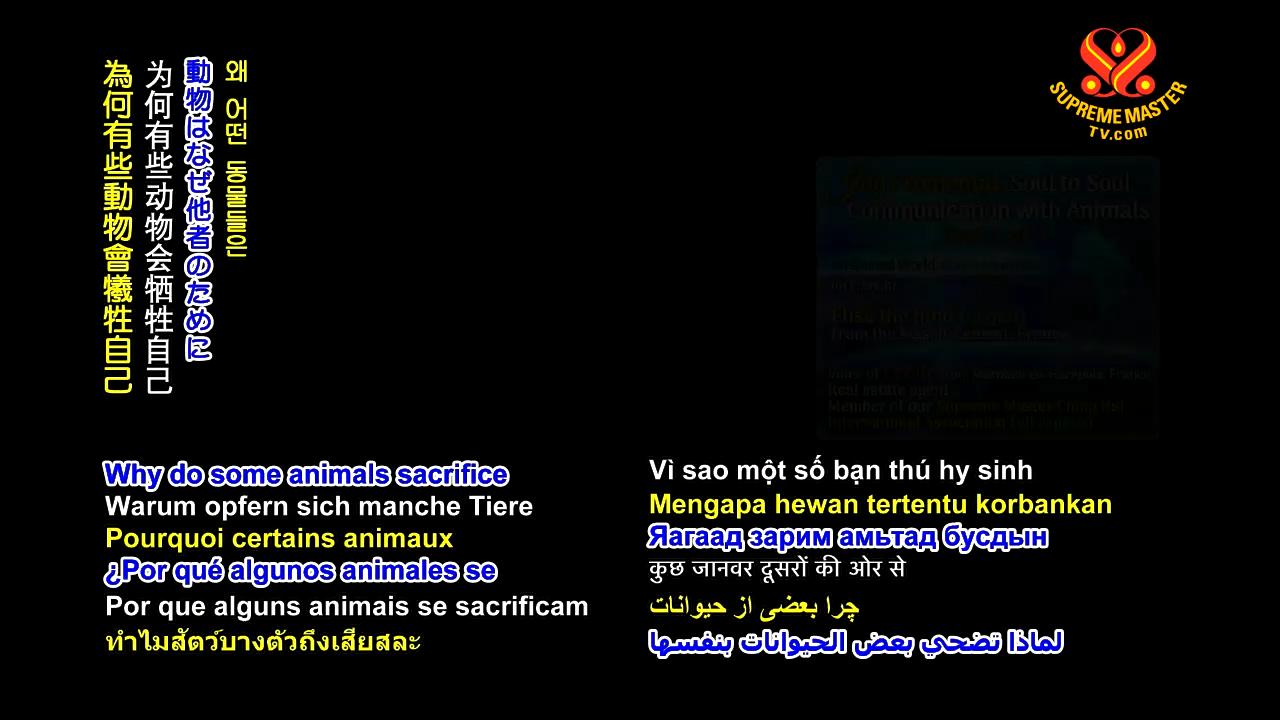 為何有些動物會犧牲自己
为何有些动物会牺牲自己
動物はなぜ他者のために
왜 어떤 동물들은
SUPREME MASTER
TV.com
Soul to Soul
Communication with Animals
Why do some animals sacrifice
Warum opfern sich manche Tiere
Pourquoi certains animaux
¿Por qué algunos animales se
Por que alguns animais se sacrificam
ทำไมสัตว์บางตัวถึงเสียสละ
Vì sao một số bạn thú hy sinh
Mengapa hewan tertentu korbankan
Яагаад зарим амьтад бусдын
कुछ जानवर दूसरों की ओर से
چرا بعضی از حیوانات
لماذا تضحي بعض الحيوانات بنفسها